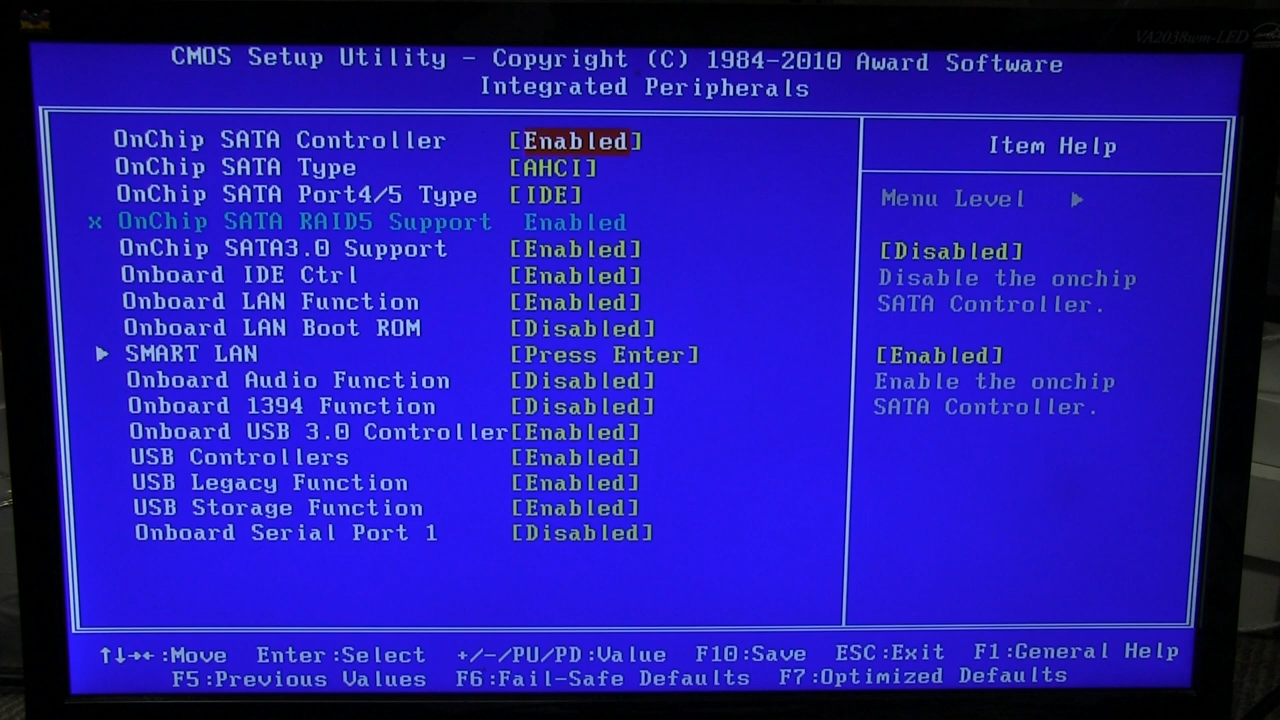 VA2038wm-LED
CMOS Setup Utility - Copyright (C) 1984-2010 Award Software
Integrated Peripherals
OnChip SATA Controller [Enabled]
OnChip SATA Type [AHCI]
OnChip SATA Port4/5 Type [IDE]
x OnChip SATA RAID5 Support Enabled
OnChip SATA3.0 Support [Enabled]
Onboard IDE Ctrl [Enabled]
Onboard LAN Function [Enabled]
Onboard LAN Boot ROM [Disabled]
▶ SMART LAN [Press Enter]
Onboard Audio Function [Disabled]
Onboard 1394 Function [Disabled]
Onboard USB 3.0 Controller[Enabled]
USB Controllers [Enabled]
USB Legacy Function [Enabled]
USB Storage Function [Enabled]
Onboard Serial Port 1 [Disabled]
Item Help
Menu Level ▶
[Disabled]
Disable the onchip
SATA Controller.
[Enabled]
Enable the onchip
SATA Controller.
↑↓→←:Move Enter:Select +/-/PU/PD:Value F10:Save ESC:Exit F1:General Help
F5:Previous Values F6:Fail-Safe Defaults F7:Optimized Defaults